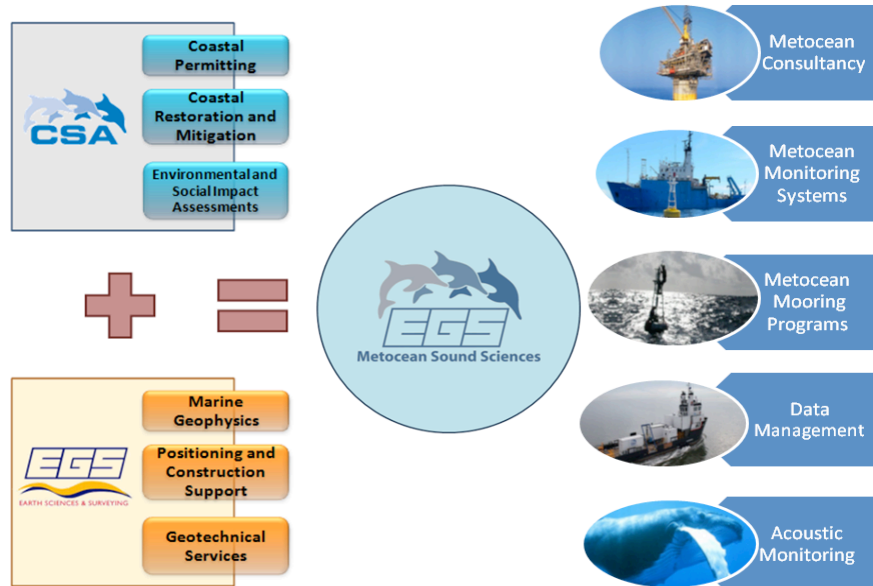 Coastal
Permitting
Coastal
Restoration and
Mitigation
Environmental and
Social Impact
Assessments
CSA
Marine
Geophysics
Positioning and
Construction
Support
Geotechnical
Services
EGS
EARTH SCIENCES & SURVEYING
EGS
Metocean Sound Sciences
Metocean
Consultancy
Metocean
Monitoring
Systems
Metocean
Mooring
Programs
Data
Management
Acoustic
Monitoring